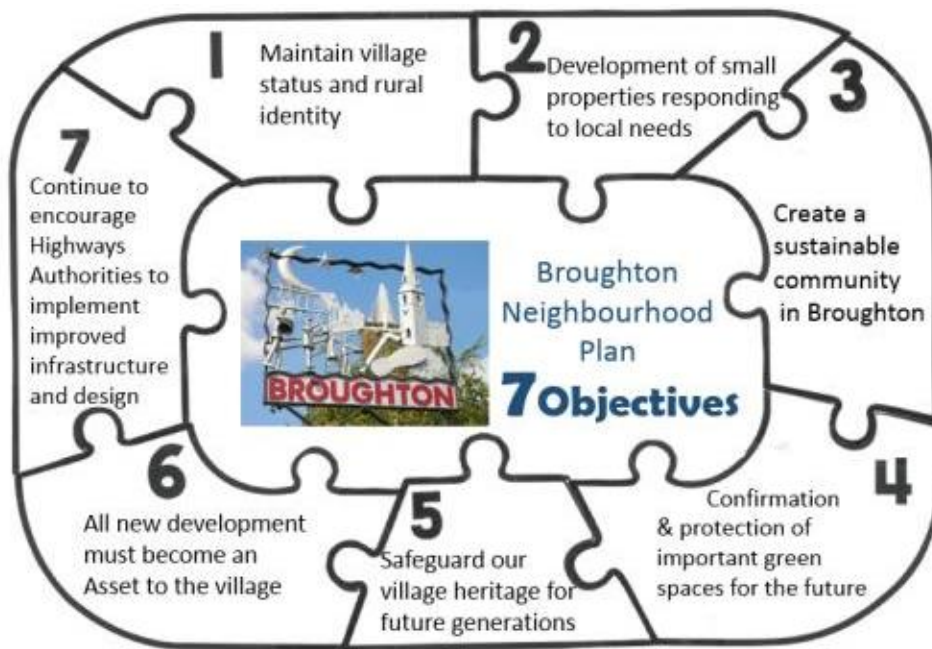 1
Maintain village
status and rural
identity
2
Development of small
properties responding
to local needs
3
Create a
sustainable
community
in Broughton
4
Confirmation
& protection of
important green
spaces for the future
5
Safeguard our
village heritage for
future generations
6
All new development
must become an
Asset to the village
7
Continue to
encourage
Highways
Authorities to
implement
improved
infrastructure
and design
BROUGHTON
Broughton
Neighbourhood
Plan
7 Objectives